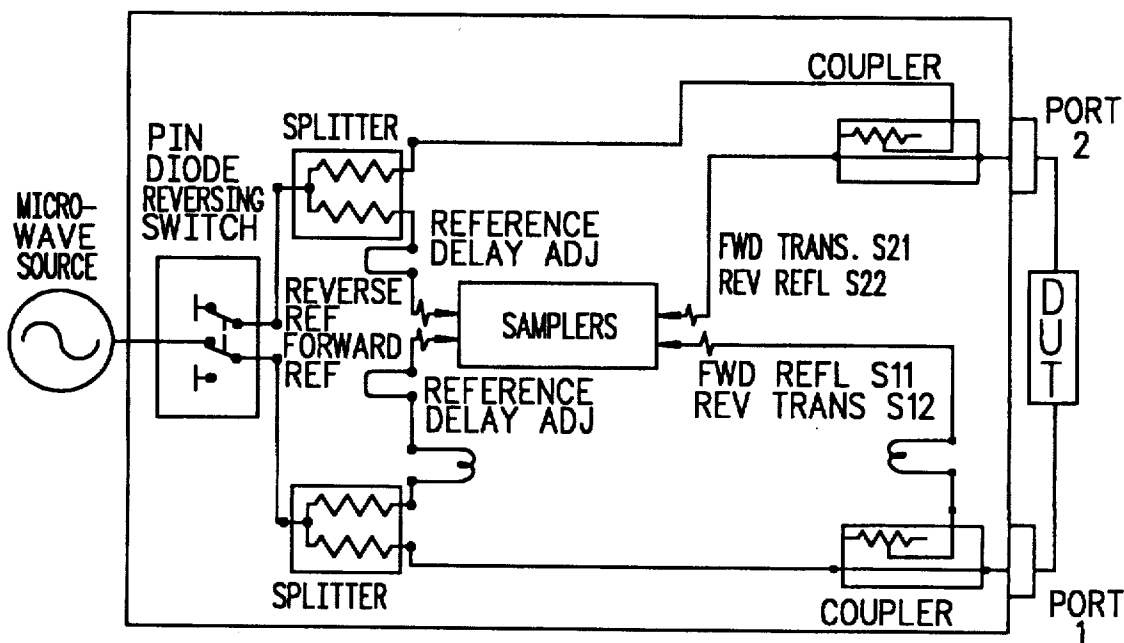 COUPLER
PORT
2
SPLITTER
PIN
DIODE
REVERSING
SWITCH
MICRO-
WAVE
SOURCE
REFERENCE
DELAY ADJ
FWD TRANS. S21
REV REFL S22
REVERSE
REF
FORWARD
REF
SAMPLERS
DUT
REFERENCE
DELAY ADJ
FWD REFL S11
REV TRANS S12
SPLITTER
COUPLER
PORT
1